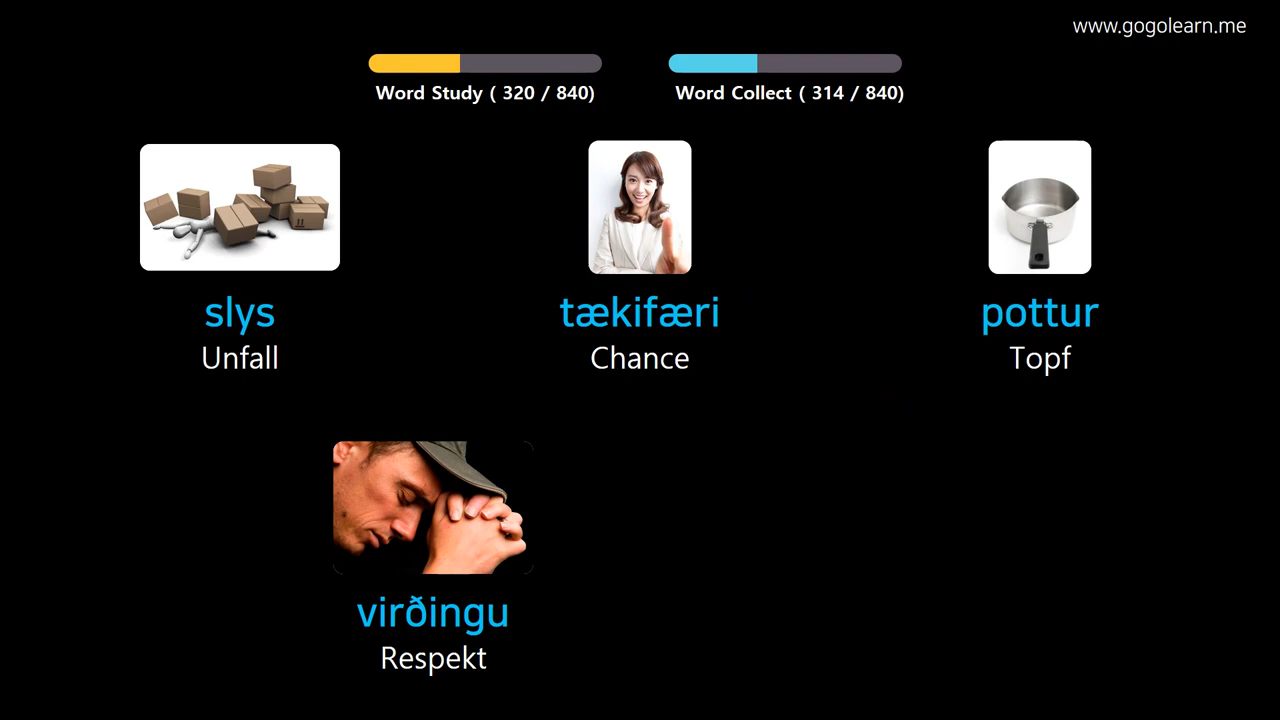 www.gogolearn.me
Word Study ( 320 / 840)
Word Collect ( 314 / 840)
slys
Unfall
tækifæri
Chance
pottur
Topf
virðingu
Respekt